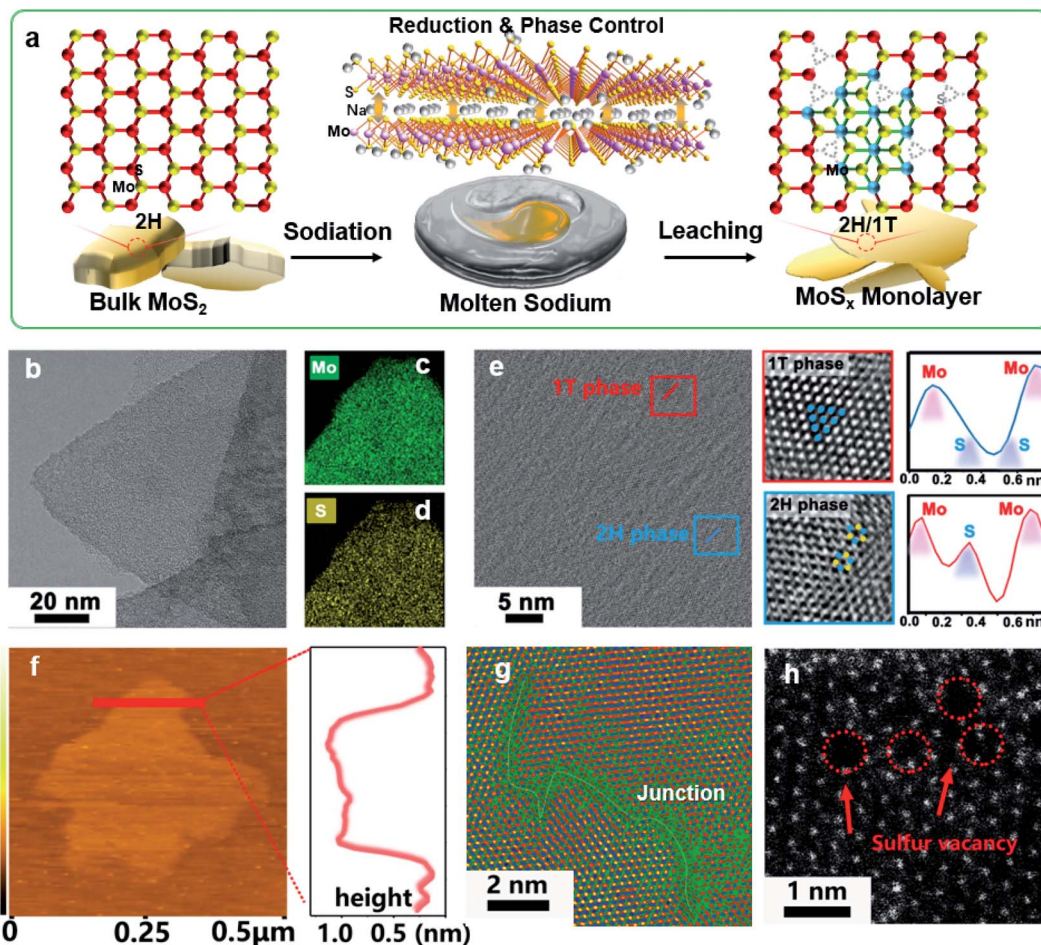 a
Reduction & Phase Control
S
Na
Mo
S
Mo
2H
S
Mo
2H/1T
Sodiation
Leaching
Bulk MoS₂
Molten Sodium
MoSₓ Monolayer
b
20 nm
Mo
c
S
d
e
1T phase
2H phase
5 nm
1T phase
Mo
Mo
S
S
0.0 0.2 0.4 0.6 nm
2H phase
Mo
Mo
S
0.0 0.2 0.4 0.6 nm
f
0 0.25 0.5μm
height
1.0 0.5 (nm)
g
Junction
2 nm
h
Sulfur vacancy
1 nm